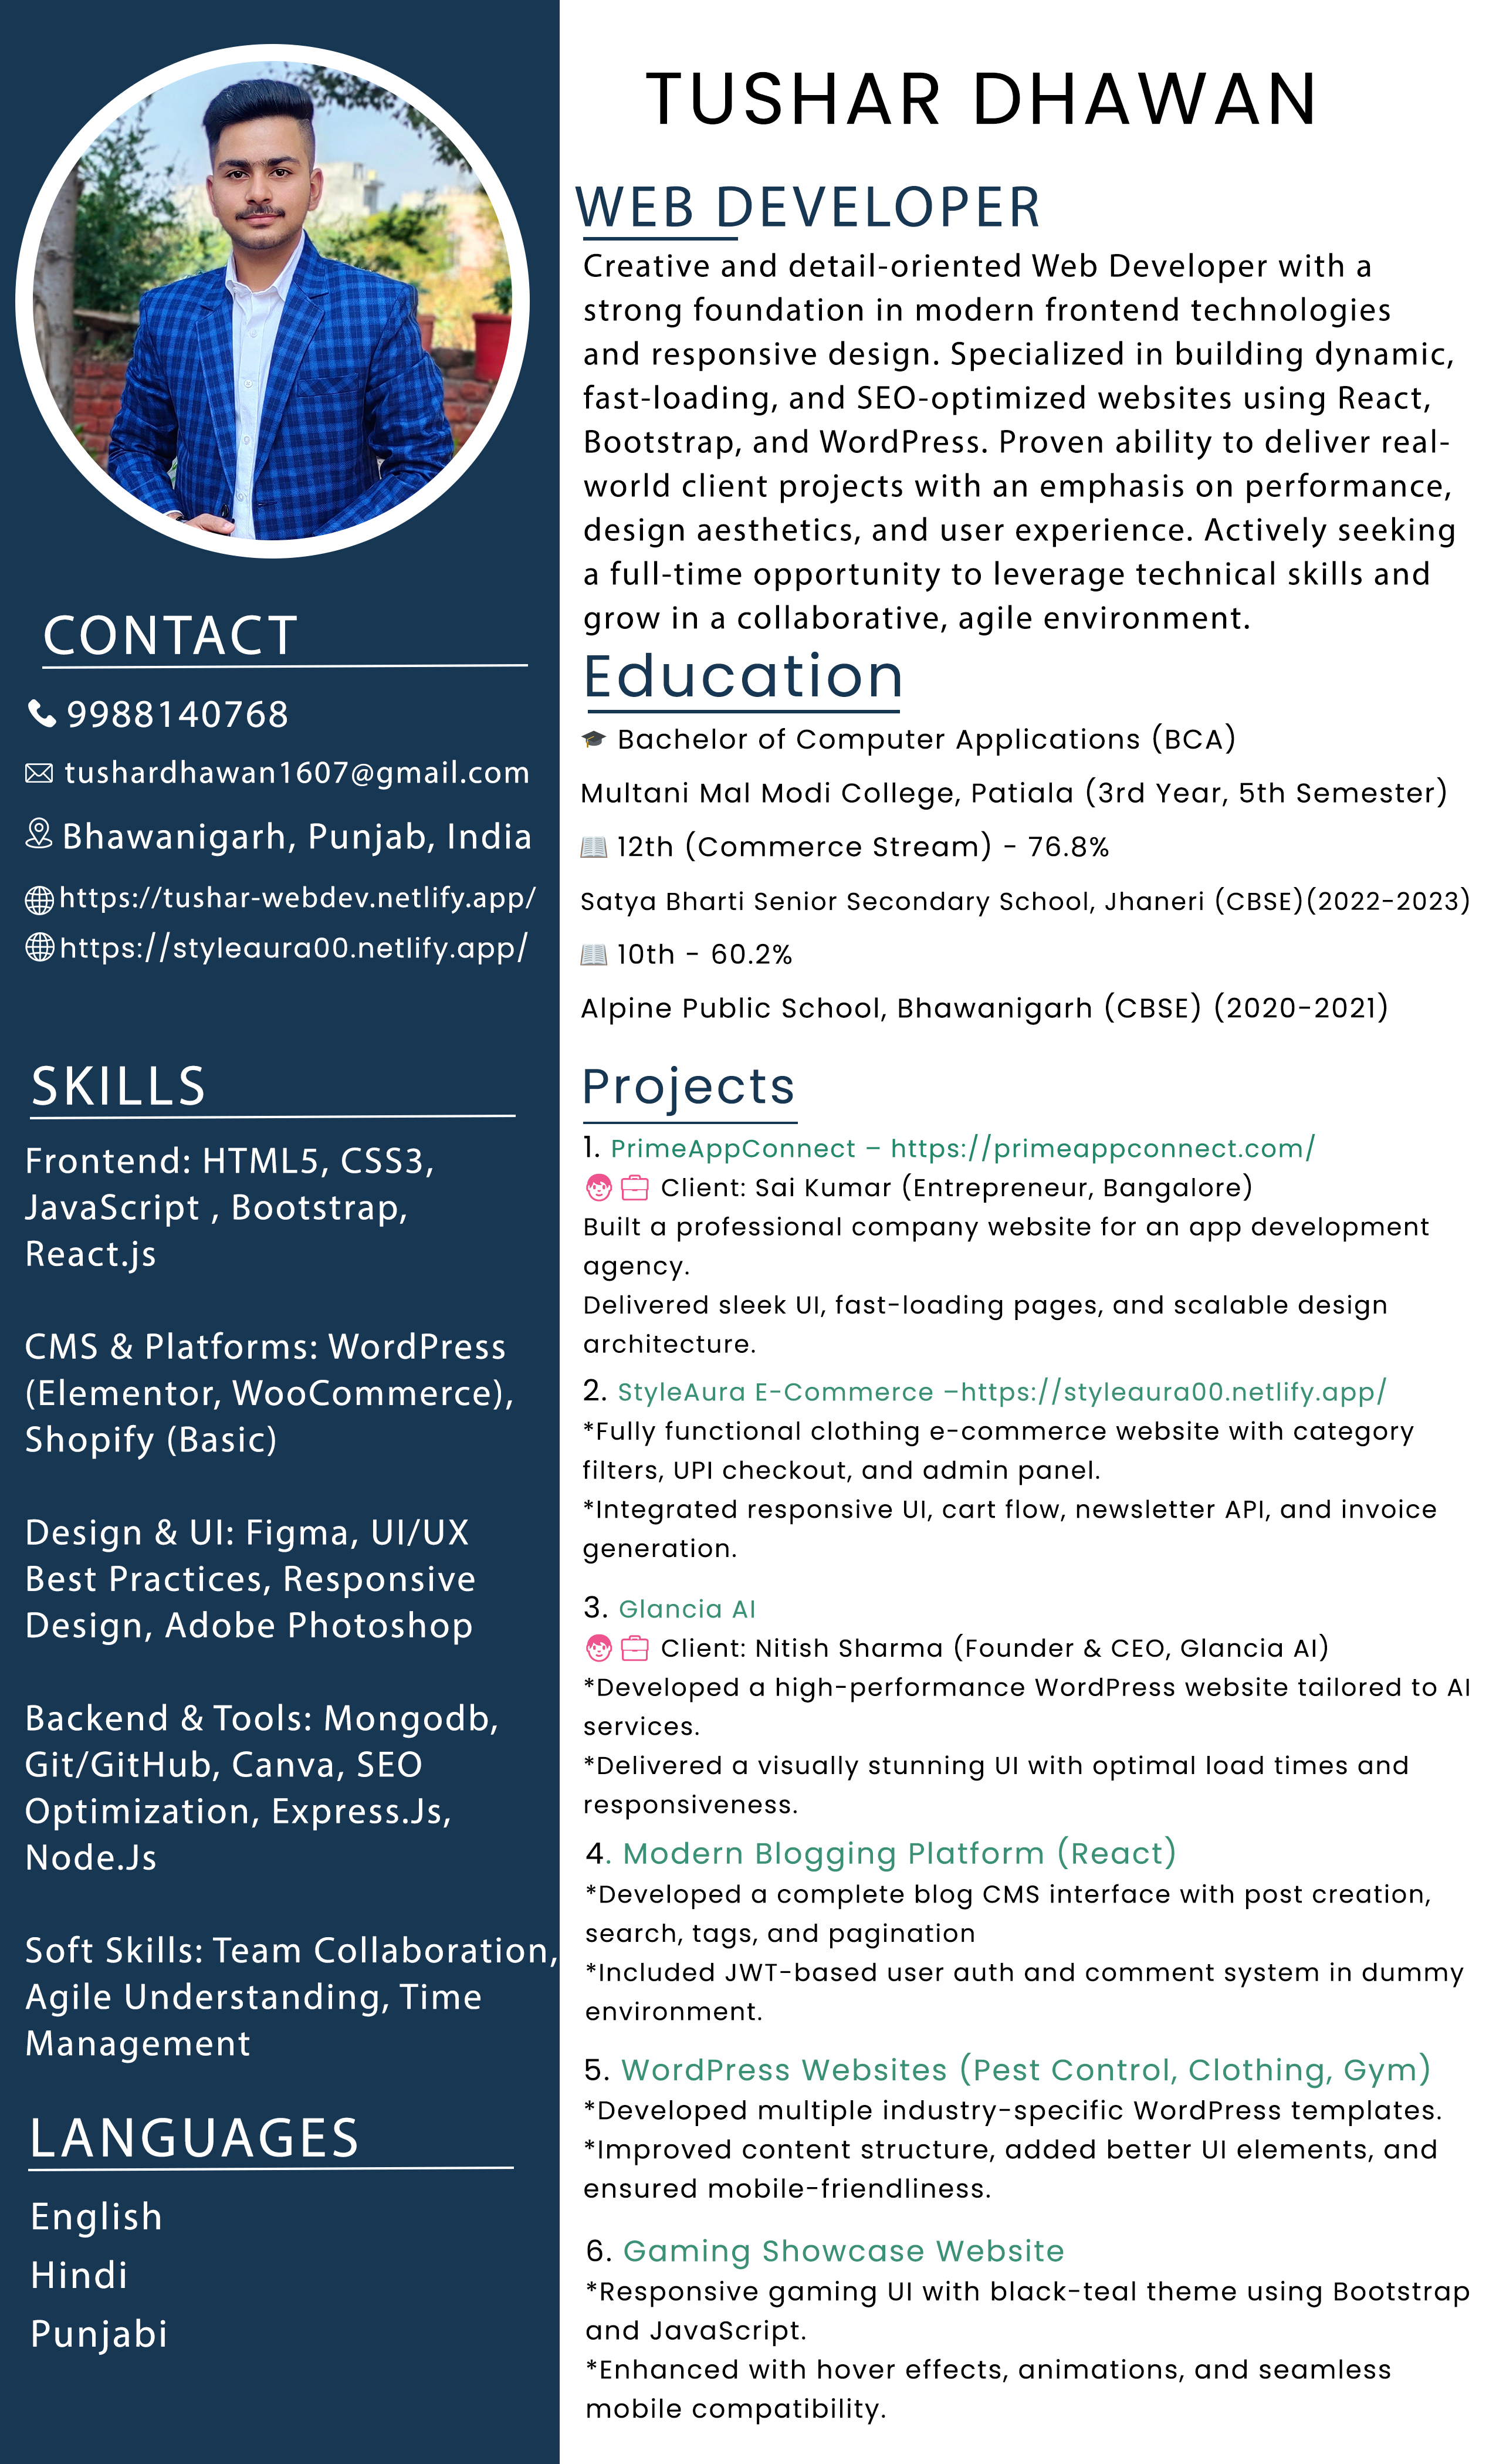 TUSHAR DHAWAN
WEB DEVELOPER
Creative and detail-oriented Web Developer with a
strong foundation in modern frontend technologies
and responsive design. Specialized in building dynamic,
fast-loading, and SEO-optimized websites using React,
Bootstrap, and WordPress. Proven ability to deliver real-
world client projects with an emphasis on performance,
design aesthetics, and user experience. Actively seeking
a full-time opportunity to leverage technical skills and
grow in a collaborative, agile environment.
Education
Bachelor of Computer Applications (BCA)
Multani Mal Modi College, Patiala (3rd Year, 5th Semester)
12th (Commerce Stream) - 76.8%
Satya Bharti Senior Secondary School, Jhaneri (CBSE)(2022-2023)
10th - 60.2%
Alpine Public School, Bhawanigarh (CBSE) (2020-2021)
Projects
1. PrimeAppConnect – https://primeappconnect.com/
Client: Sai Kumar (Entrepreneur, Bangalore)
Built a professional company website for an app development
agency.
Delivered sleek UI, fast-loading pages, and scalable design
architecture.
2. StyleAura E-Commerce –https://styleaura00.netlify.app/
*Fully functional clothing e-commerce website with category
filters, UPI checkout, and admin panel.
*Integrated responsive UI, cart flow, newsletter API, and invoice
generation.
3. Glancia AI
Client: Nitish Sharma (Founder & CEO, Glancia AI)
*Developed a high-performance WordPress website tailored to AI
services.
*Delivered a visually stunning UI with optimal load times and
responsiveness.
4. Modern Blogging Platform (React)
*Developed a complete blog CMS interface with post creation,
search, tags, and pagination
*Included JWT-based user auth and comment system in dummy
environment.
5. WordPress Websites (Pest Control, Clothing, Gym)
*Developed multiple industry-specific WordPress templates.
*Improved content structure, added better UI elements, and
ensured mobile-friendliness.
6. Gaming Showcase Website
*Responsive gaming UI with black-teal theme using Bootstrap
and JavaScript.
*Enhanced with hover effects, animations, and seamless
mobile compatibility.
CONTACT
9988140768
tushardhawan1607@gmail.com
Bhawanigarh, Punjab, India
https://tushar-webdev.netlify.app/
https://styleaura00.netlify.app/
SKILLS
Frontend: HTML5, CSS3,
JavaScript , Bootstrap,
React.js
CMS & Platforms: WordPress
(Elementor, WooCommerce),
Shopify (Basic)
Design & UI: Figma, UI/UX
Best Practices, Responsive
Design, Adobe Photoshop
Backend & Tools: Mongodb,
Git/GitHub, Canva, SEO
Optimization, Express.Js,
Node.Js
Soft Skills: Team Collaboration,
Agile Understanding, Time
Management
LANGUAGES
English
Hindi
Punjabi